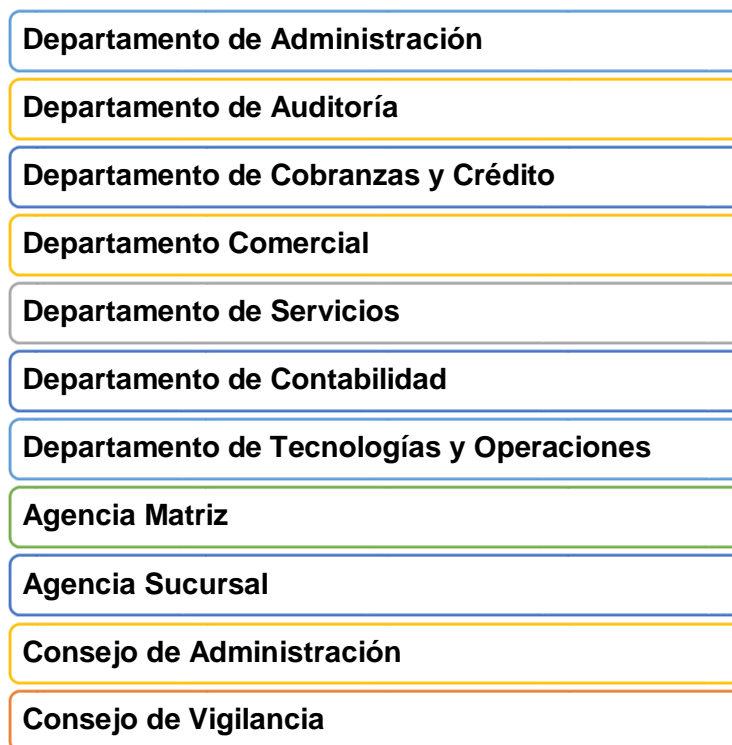 Departamento de Administración
Departamento de Auditoría
Departamento de Cobranzas y Crédito
Departamento Comercial
Departamento de Servicios
Departamento de Contabilidad
Departamento de Tecnologías y Operaciones
Agencia Matriz
Agencia Sucursal
Consejo de Administración
Consejo de Vigilancia